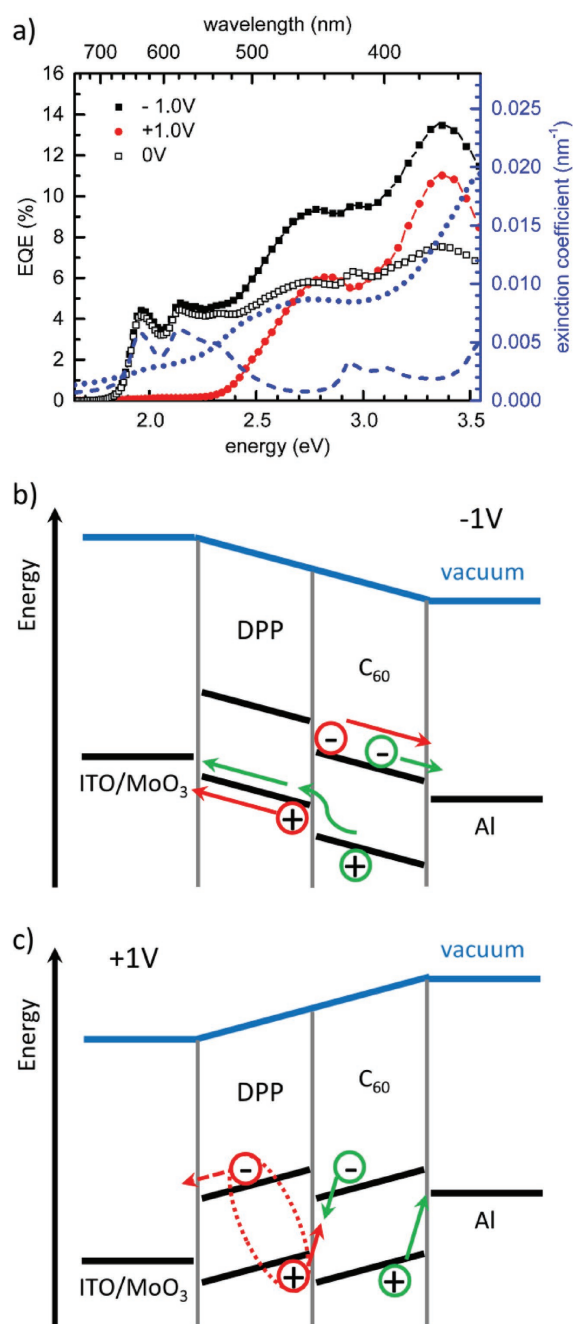 a)
wavelength (nm)
700 600 500 400
16
14
12
10
8
6
4
2
0
EQE (%)
- 1.0V
+1.0V
0V
0.025
0.020
0.015
0.010
0.005
0.000
extinction coefficient (nm⁻¹)
2.0 2.5 3.0 3.5
energy (eV)
b)
-1V
Energy
vacuum
DPP
C₆₀
- -
ITO/MoO₃
+
+
Al
c)
+1V
vacuum
Energy
DPP
C₆₀
- -
Al
+ +
ITO/MoO₃